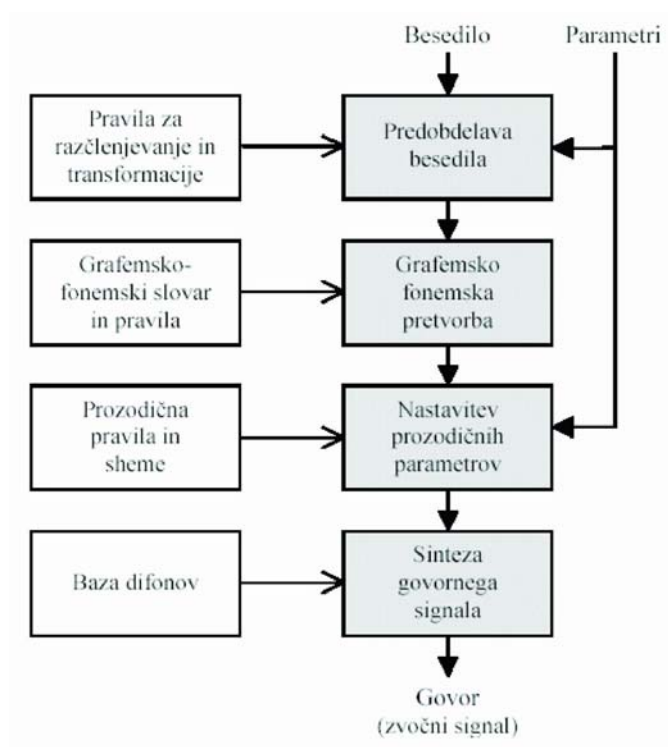 Besedilo
Parametri
Pravila za
razčlenjevanje in
transformacije
Predobdelava
besedila
Grafemsko-
fonemski slovar
in pravila
Grafemsko
fonemska
pretvorba
Prozodična
pravila in
sheme
Nastavitev
prozodičnih
parametrov
Baza difonov
Sinteza
govornega
signala
Govor
(zvočni signal)